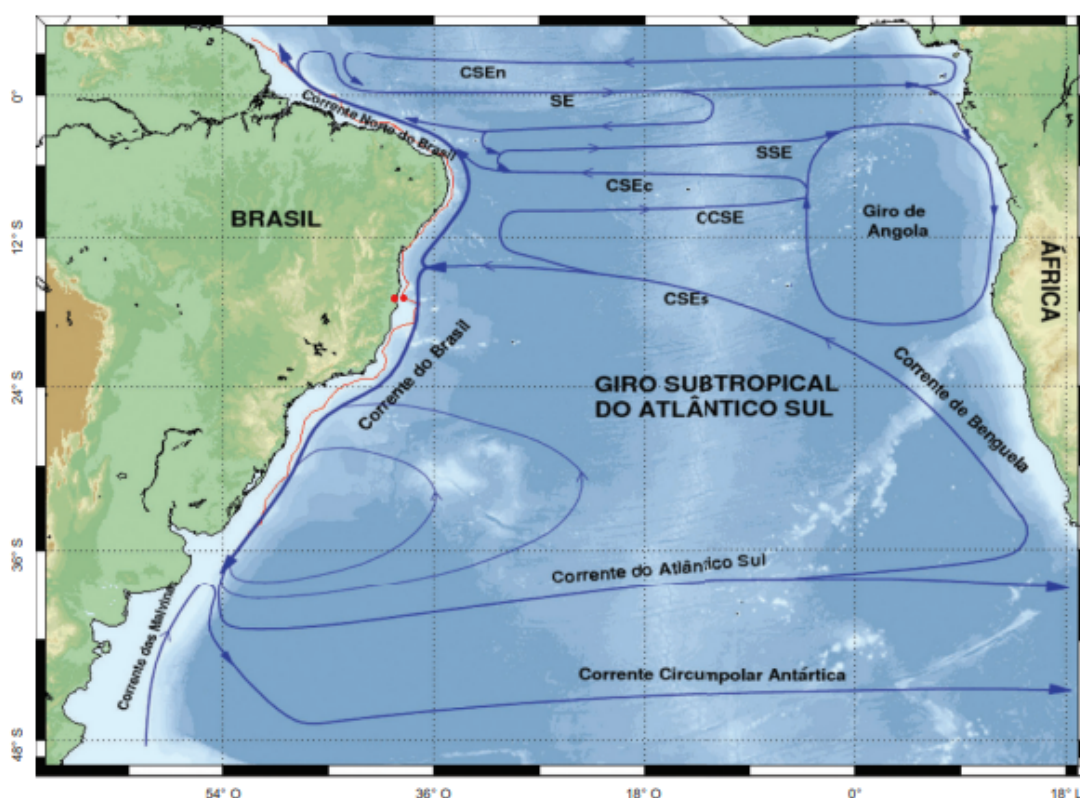 CSEn
0°
SE
Corrente Norte do Brasil
SSE
CSEc
BRASIL
CCSE
Giro de
Angola
12° S
ÁFRICA
CSEs
Corrente do Brasil
24° S
GIRO SUBTROPICAL
DO ATLÂNTICO SUL
Corrente de Benguela
36° S
Corrente do Atlântico Sul
Corrente das Malvinas
Corrente Circumpolar Antártica
48° S
54° O
36° O
18° O
0°
18° L